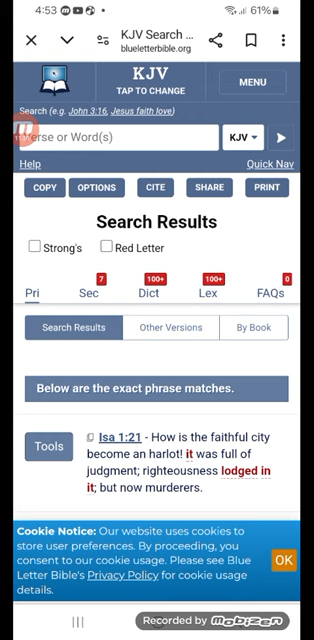 4:53 61%
KJV Search ...
blueletterbible.org
KJV
TAP TO CHANGE
MENU
Search (e.g. John 3:16, Jesus faith love)
erse or Word(s)
KJV
Help Quick Nav
COPY OPTIONS CITE SHARE PRINT
Search Results
Strong's Red Letter
7 100+ 100+ 0
Pri Sec Dict Lex FAQs
Search Results Other Versions By Book
Below are the exact phrase matches.
Tools
Isa 1:21 - How is the faithful city
become an harlot! it was full of
judgment; righteousness lodged in
it; but now murderers.
Cookie Notice: Our website uses cookies to
store user preferences. By proceeding, you
consent to our cookie usage. Please see Blue
Letter Bible's Privacy Policy for cookie usage
details.
OK
Recorded by mobizen